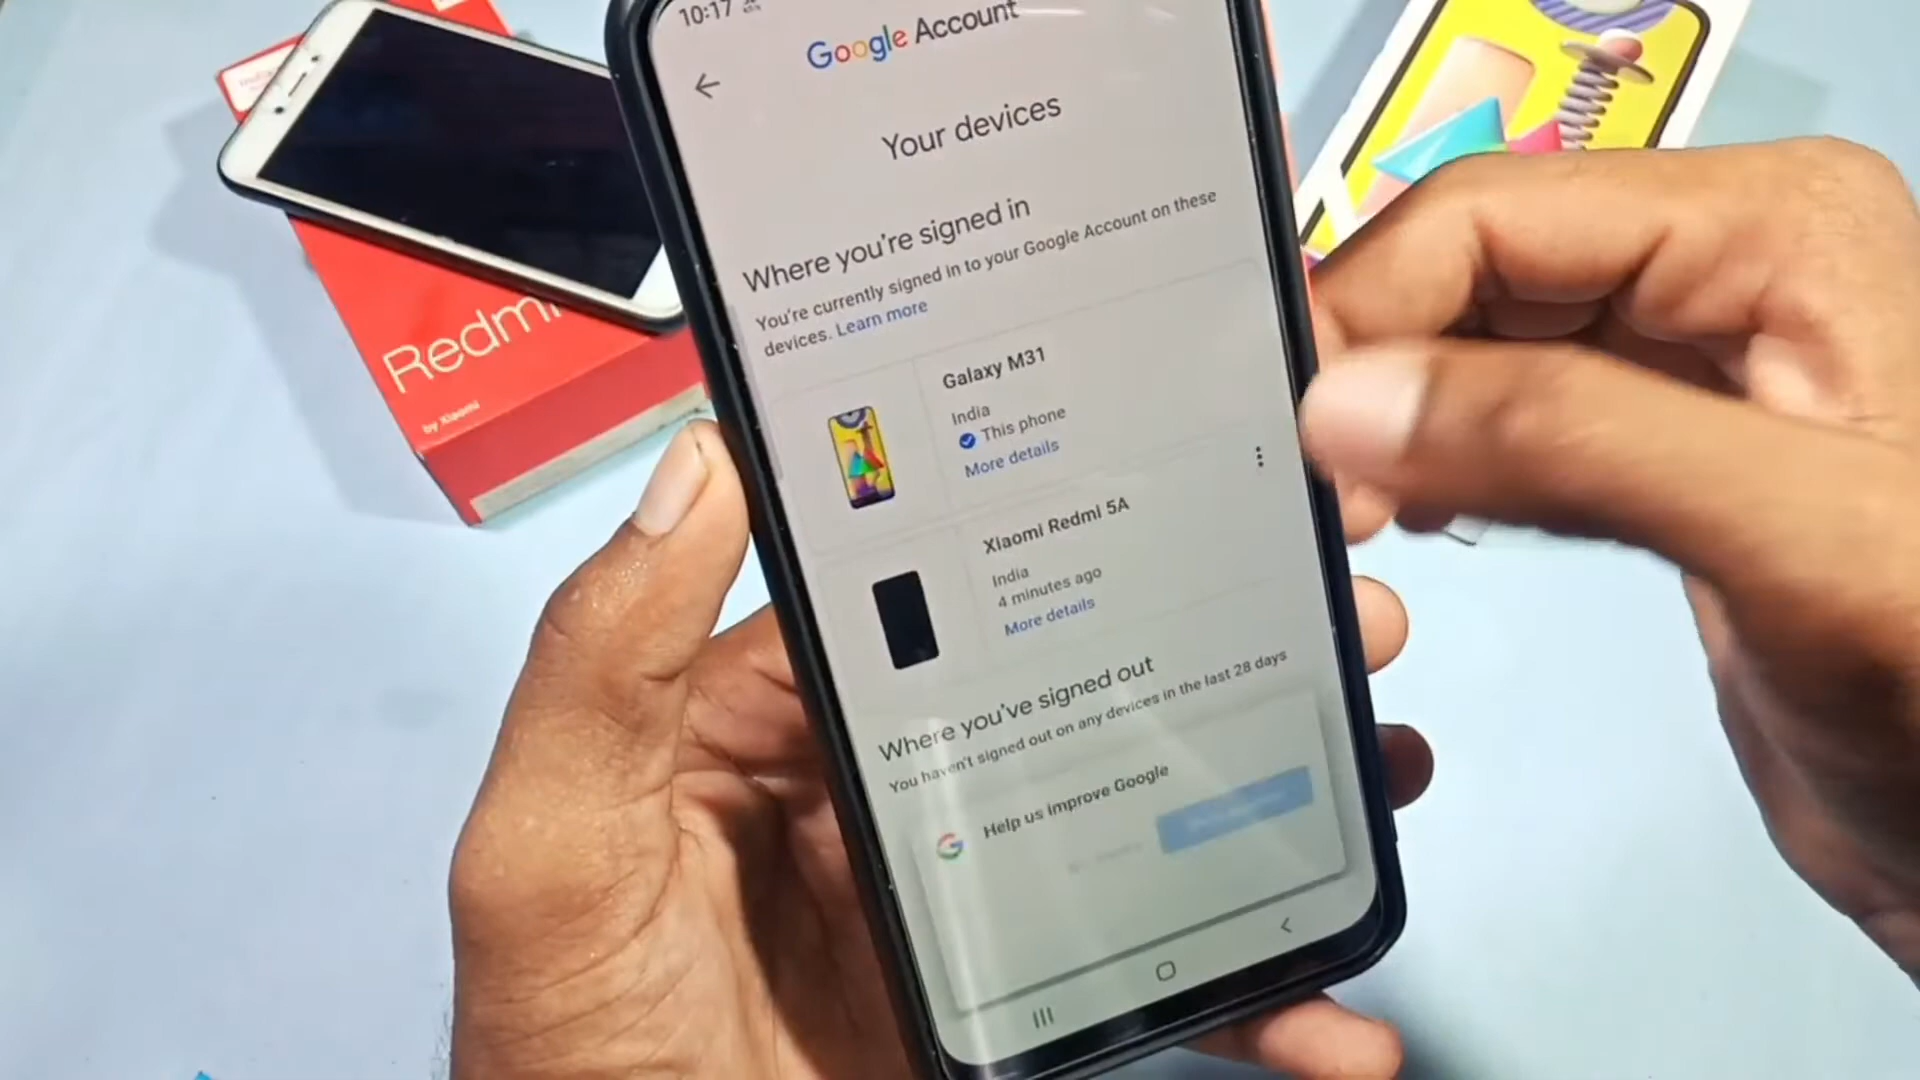 10:17
Google Account
Your devices
Where you're signed in
You're currently signed in to your Google Account on these
devices. Learn more
Galaxy M31
India
This phone
More details
Xiaomi Redmi 5A
India
4 minutes ago
More details
Where you've signed out
You haven't signed out on any devices in the last 28 days
Help us improve Google
Redmi
by Xiaomi